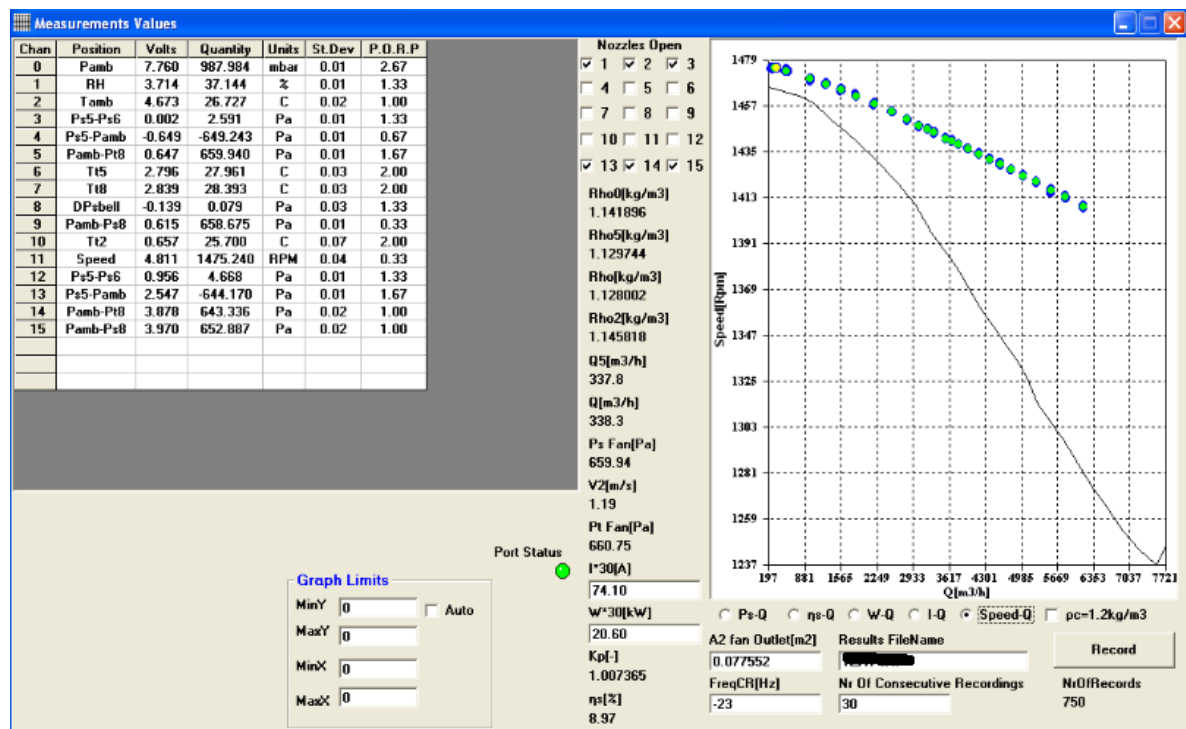 Measurements Values
Chan Position Volts Quantity Units St.Dev P.O.R.P
0 Pamb 7.760 987.984 mbar 0.01 2.67
1 RH 3.714 37.144 % 0.01 1.33
2 Tamb 4.673 26.727 C 0.02 1.00
3 Ps5-Ps6 0.002 2.591 Pa 0.01 1.33
4 Ps5-Pamb -0.649 -649.243 Pa 0.01 0.67
5 Pamb-Pt8 0.647 659.940 Pa 0.01 1.67
6 Tt5 2.796 27.961 C 0.03 2.00
7 Tt8 2.839 28.393 C 0.03 2.00
8 DPsbell -0.139 0.079 Pa 0.03 1.33
9 Pamb-Ps8 0.615 658.675 Pa 0.01 0.33
10 Tt2 0.657 25.700 C 0.07 2.00
11 Speed 4.811 1475.240 RPM 0.04 0.33
12 Ps5-Ps6 0.956 4.668 Pa 0.01 1.33
13 Ps5-Pamb 2.547 -644.170 Pa 0.01 1.67
14 Pamb-Pt8 3.878 643.336 Pa 0.02 1.00
15 Pamb-Ps8 3.970 652.887 Pa 0.02 1.00
Nozzles Open
1 2 3
4 5 6
7 8 9
10 11 12
13 14 15
Rho0[kg/m3]
1.141896
Rho5[kg/m3]
1.129744
Rho[kg/m3]
1.128002
Rho2[kg/m3]
1.145818
Q5[m3/h]
337.8
Q[m3/h]
338.3
Ps Fan[Pa]
659.94
V2[m/s]
1.19
Pt Fan[Pa]
660.75
I*30[A]
74.10
W*30[kW]
20.60
Kp[-]
1.007365
ηs[%]
8.97
Port Status
Graph Limits
MinY 0 Auto
MaxY 0
MinX 0
MaxX 0
Speed[Rpm]
1479
1457
1435
1413
1391
1369
1347
1325
1303
1281
1259
1237
197 881 1565 2249 2933 3617 4301 4985 5669 6353 7037 7721
Q[m3/h]
Ps-Q ηs-Q W-Q I-Q Speed-Q ρc=1.2kg/m3
A2 fan Outlet[m2] Results FileName
0.077552
Record
FreqCR[Hz] Nr Of Consecutive Recordings NrOfRecords
-23 30 750